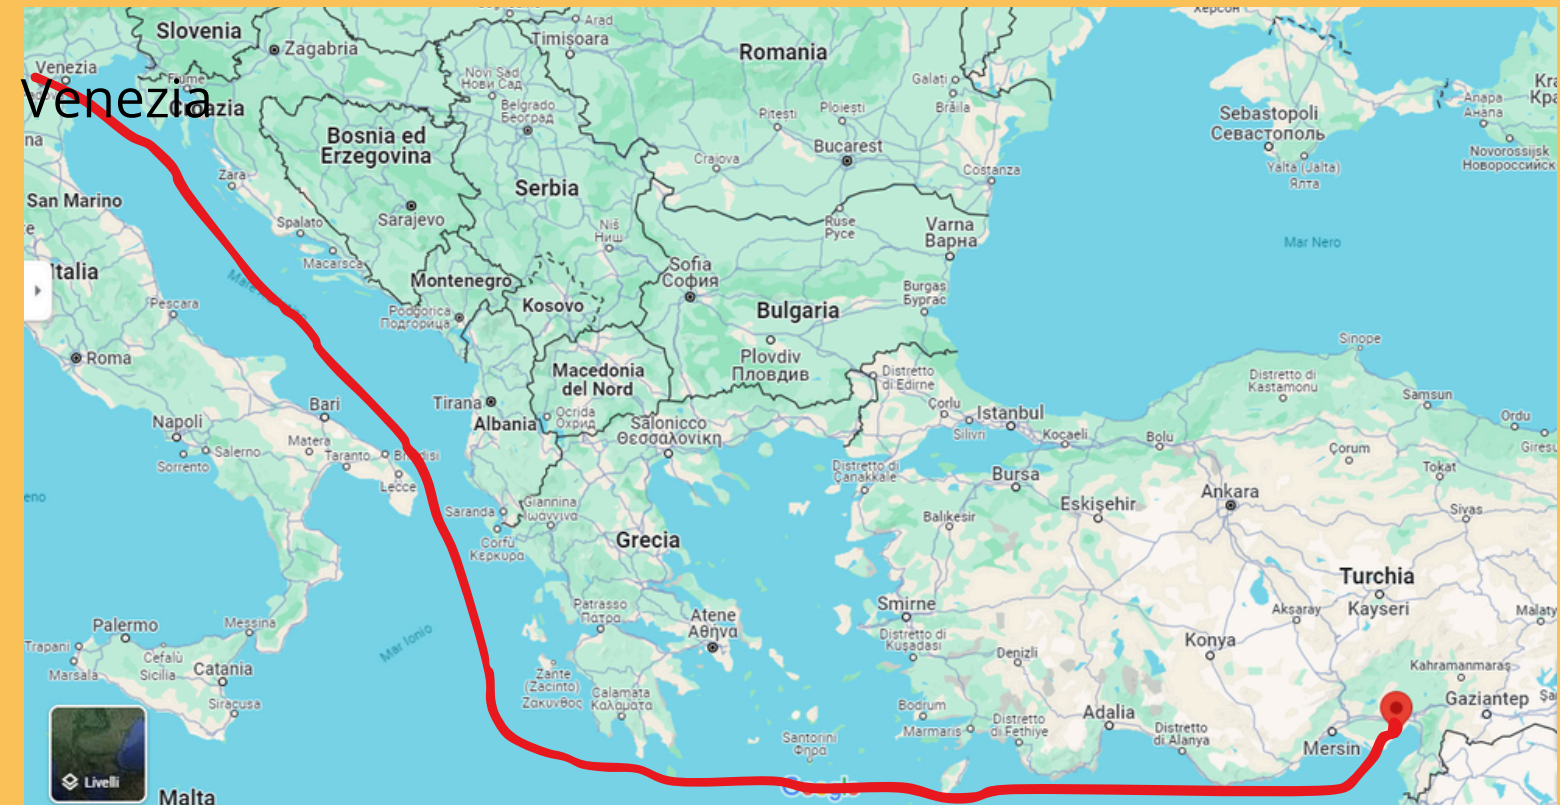 Slovenia
Zagabria
Arad
Timișoara
Romania
Херсон
Venezia
Fiume
Novi Sad
Нови Сад
Galați
Venezia
Croazia
Belgrado
Београд
Ploiești
Brăila
Pitești
Sebastopoli
Севастополь
Anapa
Анапа
Bosnia ed
Erzegovina
Bucarest
Craiova
Novorossijsk
Новороссийск
Yalta (Jalta)
Ялта
Zara
Costanza
San Marino
Serbia
Sarajevo
Spalato
Niš
Ниш
Ruse
Русе
Varna
Варна
Mar Nero
Macarsca
Italia
Sofia
София
Montenegro
Kosovo
Burgas
Бургас
Pescara
Podgorica
Подгорица
Bulgaria
Sinope
Roma
Plovdiv
Пловдив
Macedonia
del Nord
Distretto
di Edirne
Distretto di
Kastamonu
Samsun
Tirana
Bari
Albania
Ocrida
Охрид
Çorlu
Istanbul
Ordu
Napoli
Salonicco
Θεσσαλονίκη
Silivri
Kocaeli
Bolu
Matera
Salerno
Taranto
Sorrento
Çorum
Distretto di
Çanakkale
Bursa
Tokat
Lecce
Ankara
Eskişehir
Saranda
Giannina
Ιωάννινα
Balıkesir
Sivas
Corfù
Κέρκυρα
Grecia
Turchia
Kayseri
Patrasso
Πάτρα
Smirne
Atene
Αθήνα
Aksaray
Palermo
Messina
Mar Ionio
Distretto di
Kuşadası
Konya
Trapani
Cefalù
Denizli
Marsala
Sicilia
Catania
Zante
(Zacinto)
Ζάκυνθος
Kahramanmaraş
Calamata
Καλαμάτα
Gaziantep
Siracusa
Bodrum
Adalia
Distretto
di Fethiye
Marmaris
Distretto
di Alanya
Santorini
Θήρα
Mersin
Livelli
Google
Malta